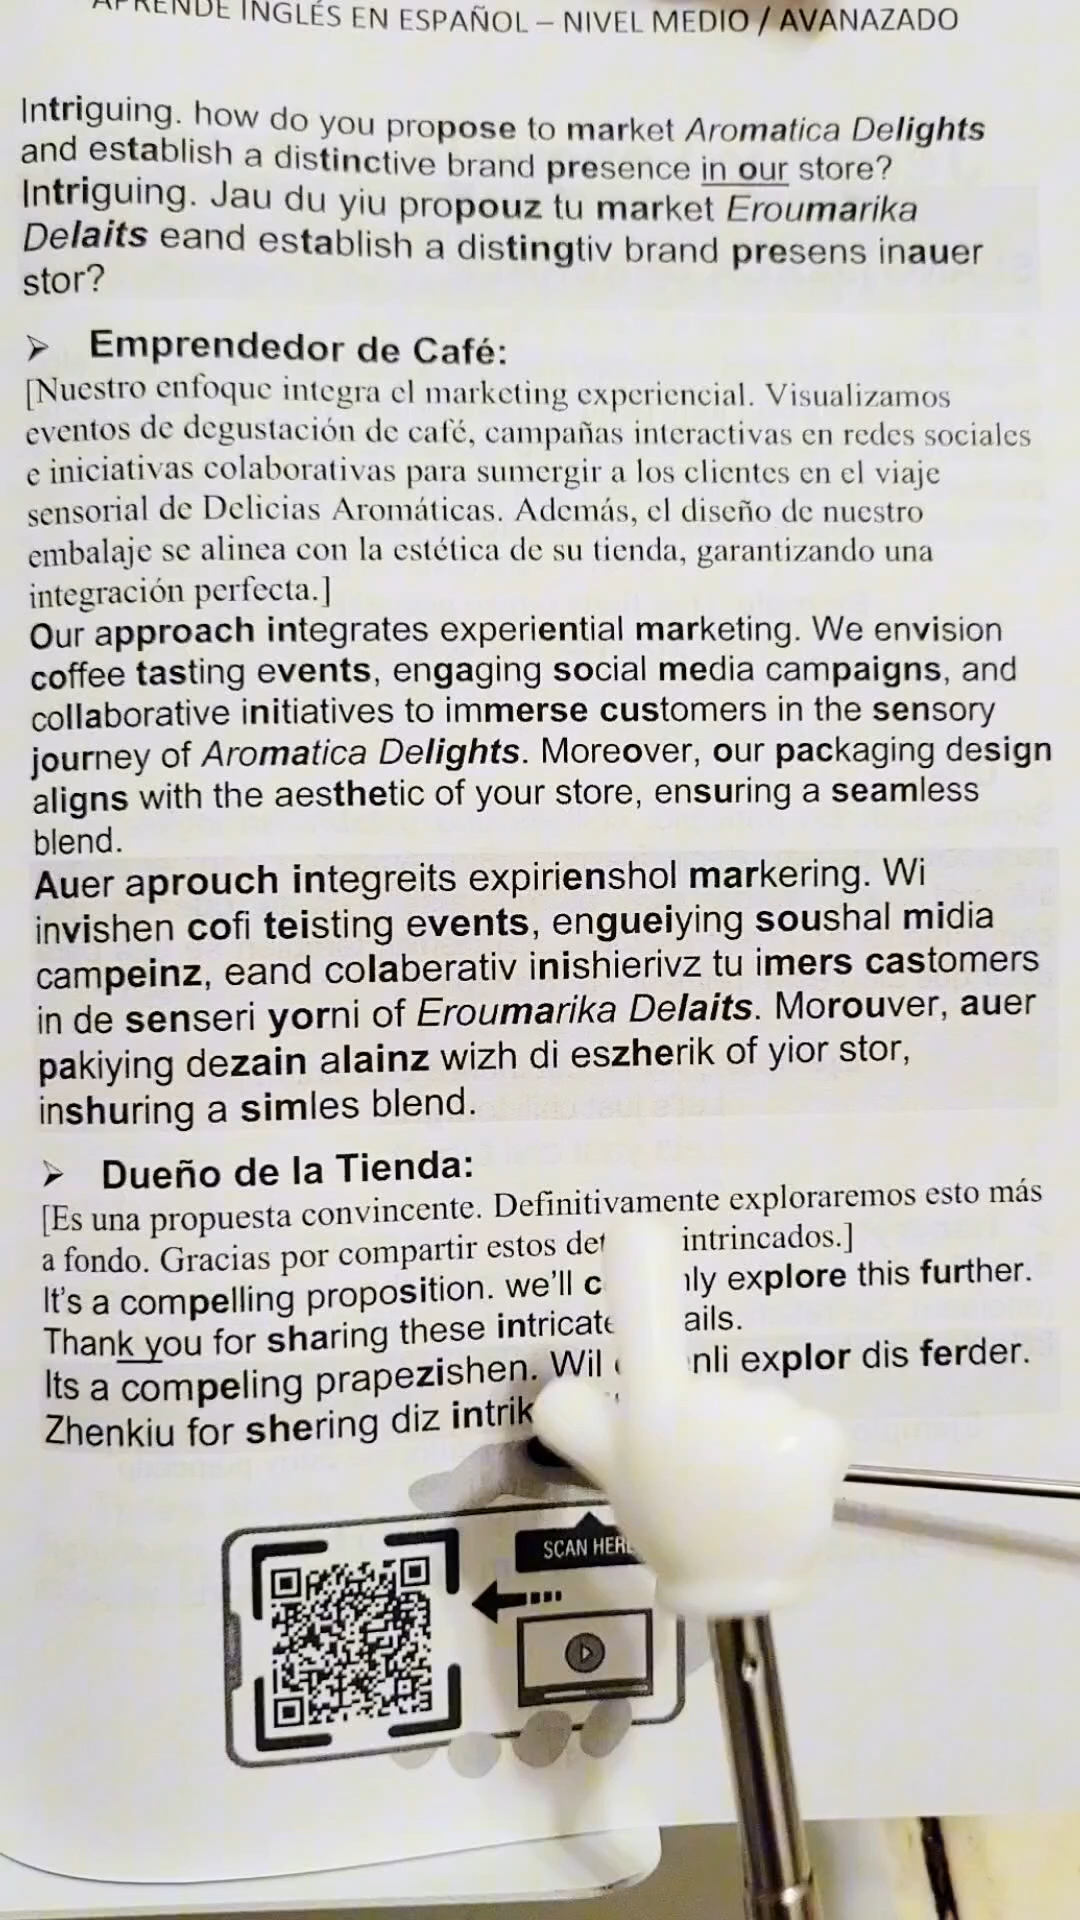 APRENDE INGLÉS EN ESPAÑOL – NIVEL MEDIO / AVANAZADO
Intriguing. how do you propose to market Aromatica Delights
and establish a distinctive brand presence in our store?
Intriguing. Jau du yiu propouz tu market Eroumarika
Delaits eand establish a distingtiv brand presens inauer
stor?
➢ Emprendedor de Café:
[Nuestro enfoque integra el marketing experiencial. Visualizamos
eventos de degustación de café, campañas interactivas en redes sociales
e iniciativas colaborativas para sumergir a los clientes en el viaje
sensorial de Delicias Aromáticas. Además, el diseño de nuestro
embalaje se alinea con la estética de su tienda, garantizando una
integración perfecta.]
Our approach integrates experiential marketing. We envision
coffee tasting events, engaging social media campaigns, and
collaborative initiatives to immerse customers in the sensory
journey of Aromatica Delights. Moreover, our packaging design
aligns with the aesthetic of your store, ensuring a seamless
blend.
Auer aprouch integreits expirienshol markering. Wi
invishen cofi teisting events, engueiying soushal midia
campeinz, eand colaberativ inishierivz tu imers castomers
in de senseri yorni of Eroumarika Delaits. Morouver, auer
pakiying dezain alainz wizh di eszherik of yior stor,
inshuring a simles blend.
➢ Dueño de la Tienda:
[Es una propuesta convincente. Definitivamente exploraremos esto más
a fondo. Gracias por compartir estos intrincados.]
It's a compelling proposition. we'll explore this further.
Thank you for sharing these
Its a compeling prapezishen. Wil explor dis ferder.
Zhenkiu for shering diz
SCAN HERE